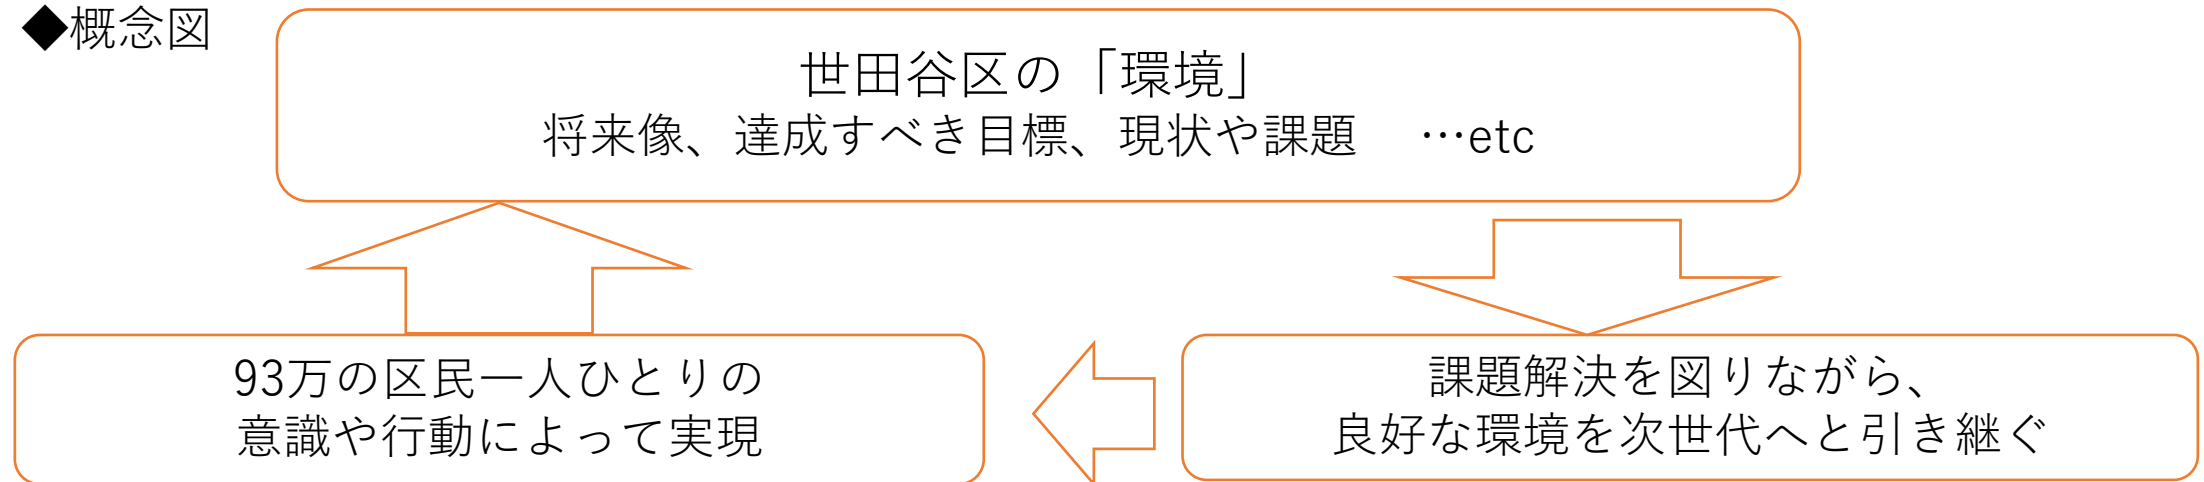 ◆概念図
世田谷区の「環境」
将来像、達成すべき目標、現状や課題　…etc
課題解決を図りながら、
良好な環境を次世代へと引き継ぐ
93万の区民一人ひとりの
意識や行動によって実現